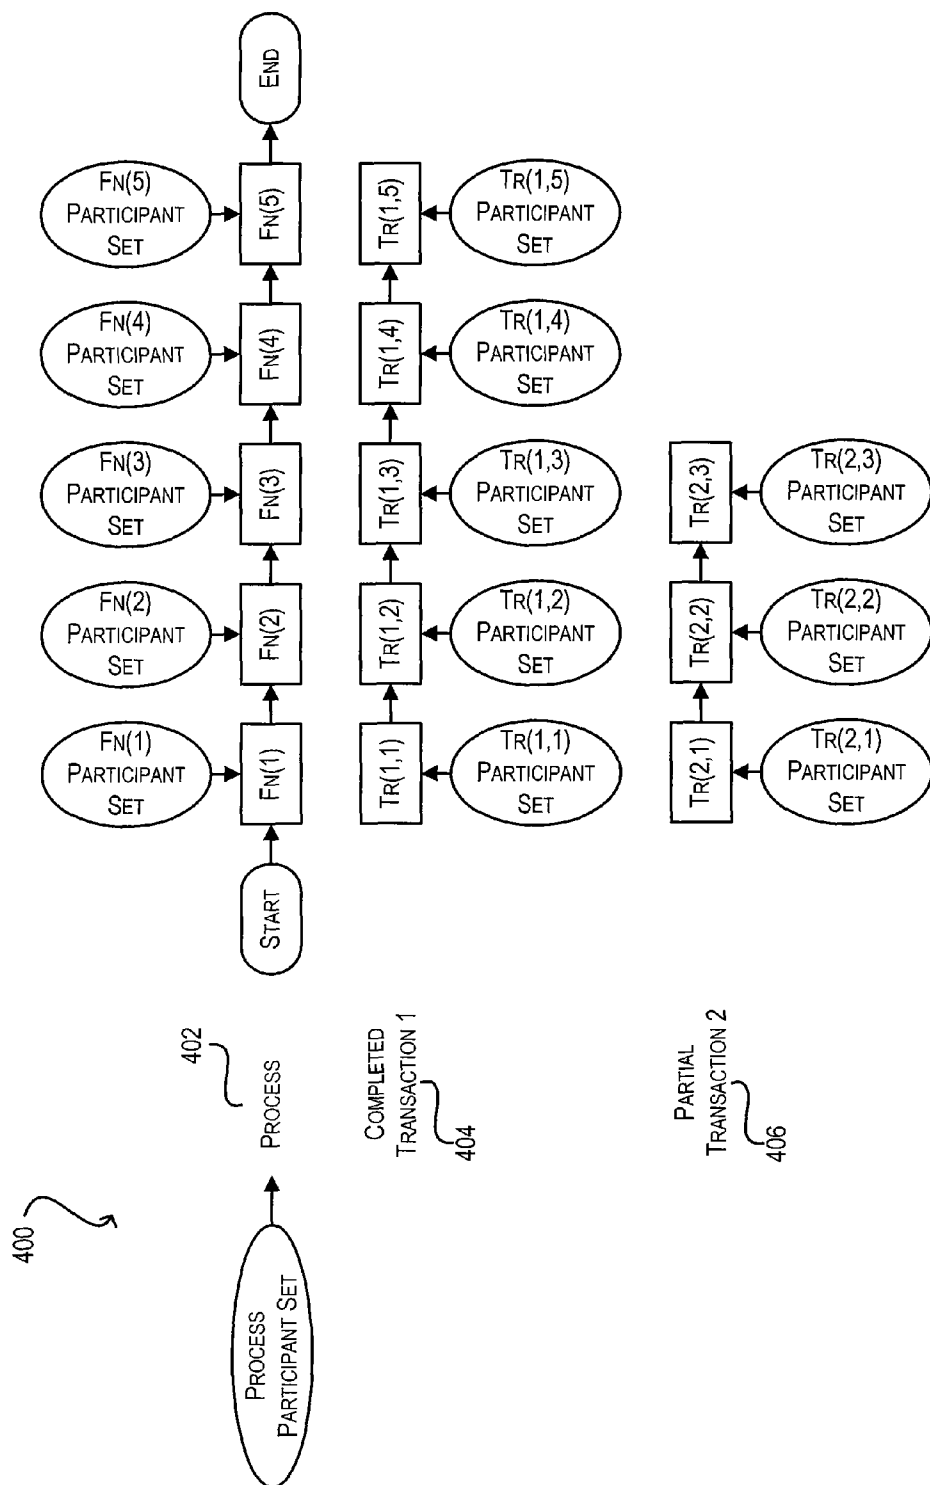 400
PROCESS
PARTICIPANT SET
402
PROCESS
START
FN(1)
PARTICIPANT
SET
FN(2)
PARTICIPANT
SET
FN(3)
PARTICIPANT
SET
FN(4)
PARTICIPANT
SET
FN(5)
PARTICIPANT
SET
FN(1)
FN(2)
FN(3)
FN(4)
FN(5)
END
COMPLETED
TRANSACTION 1
404
TR(1,1)
TR(1,2)
TR(1,3)
TR(1,4)
TR(1,5)
TR(1,1)
PARTICIPANT
SET
TR(1,2)
PARTICIPANT
SET
TR(1,3)
PARTICIPANT
SET
TR(1,4)
PARTICIPANT
SET
TR(1,5)
PARTICIPANT
SET
PARTIAL
TRANSACTION 2
406
TR(2,1)
TR(2,2)
TR(2,3)
TR(2,1)
PARTICIPANT
SET
TR(2,2)
PARTICIPANT
SET
TR(2,3)
PARTICIPANT
SET